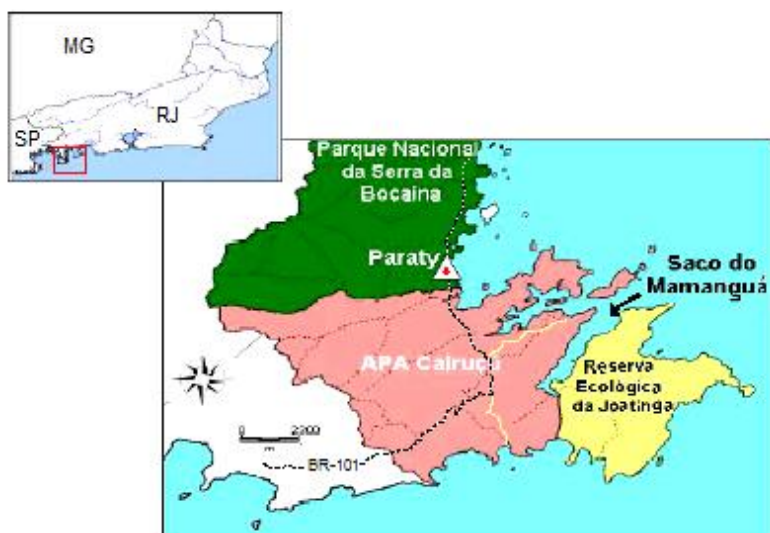 MG
SP
RJ
Parque Nacional
da Serra da
Bocaina
Paraty
Saco do
Mamanguá
APA Cairuçu
Reserva
Ecológica
da Joatinga
0
m
BR-101